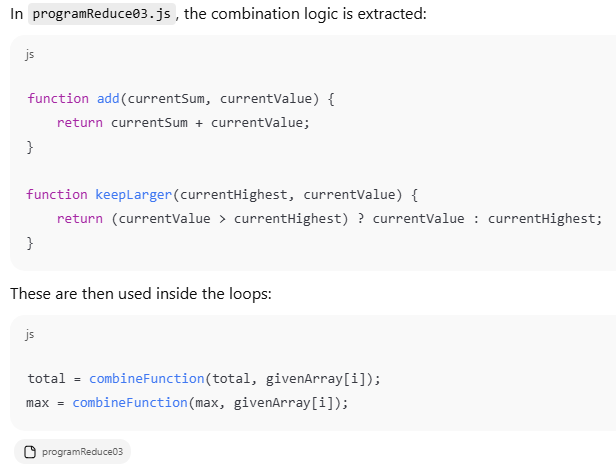 In programReduce03.js, the combination logic is extracted:
js
function add(currentSum, currentValue) {
    return currentSum + currentValue;
}
function keepLarger(currentHighest, currentValue) {
    return (currentValue > currentHighest) ? currentValue : currentHighest;
}
These are then used inside the loops:
js
total = combineFunction(total, givenArray[i]);
max = combineFunction(max, givenArray[i]);
programReduce03